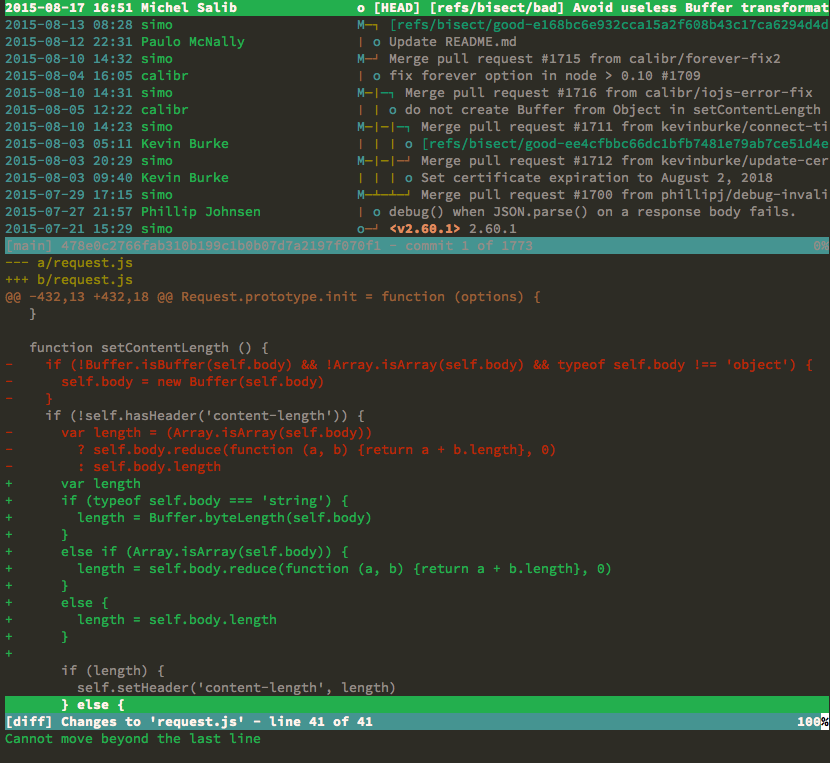 2015-08-17 16:51 Michel Salib o [HEAD] [refs/bisect/bad] Avoid useless Buffer transformat
2015-08-13 08:28 simo M─┐ [refs/bisect/good-e168bc6e932cca15a2f608b43c17ca6294d4d
2015-08-12 22:31 Paulo McNally | o Update README.md
2015-08-10 14:32 simo M─┘ Merge pull request #1715 from calibr/forever-fix2
2015-08-04 16:05 calibr | o fix forever option in node > 0.10 #1709
2015-08-10 14:31 simo M─|─┐ Merge pull request #1716 from calibr/iojs-error-fix
2015-08-05 12:22 calibr | | o do not create Buffer from Object in setContentLength
2015-08-10 14:23 simo M─|─|─┐ Merge pull request #1711 from kevinburke/connect-ti
2015-08-03 05:11 Kevin Burke | | | o [refs/bisect/good-ee4cfbbc66dc1bfb7481e79ab7ce51d4e
2015-08-03 20:29 simo M─|─|─┘ Merge pull request #1712 from kevinburke/update-cer
2015-08-03 09:40 Kevin Burke | | | o Set certificate expiration to August 2, 2018
2015-07-29 17:15 simo M─┴─┴─┘ Merge pull request #1700 from phillipj/debug-invali
2015-07-27 21:57 Phillip Johnsen | o debug() when JSON.parse() on a response body fails.
2015-07-21 15:29 simo o─┘ <v2.60.1> 2.60.1
[main] 478e0c2766fab310b199c1b0b07d7a2197f070f1 - commit 1 of 1773 0%
--- a/request.js
+++ b/request.js
@@ -432,13 +432,18 @@ Request.prototype.init = function (options) {
}
function setContentLength () {
- if (!Buffer.isBuffer(self.body) && !Array.isArray(self.body) && typeof self.body !== 'object') {
- self.body = new Buffer(self.body)
- }
if (!self.hasHeader('content-length')) {
- var length = (Array.isArray(self.body))
- ? self.body.reduce(function (a, b) {return a + b.length}, 0)
- : self.body.length
+ var length
+ if (typeof self.body === 'string') {
+ length = Buffer.byteLength(self.body)
+ }
+ else if (Array.isArray(self.body)) {
+ length = self.body.reduce(function (a, b) {return a + b.length}, 0)
+ }
+ else {
+ length = self.body.length
+ }
+
if (length) {
self.setHeader('content-length', length)
} else {
[diff] Changes to 'request.js' - line 41 of 41 100%
Cannot move beyond the last line